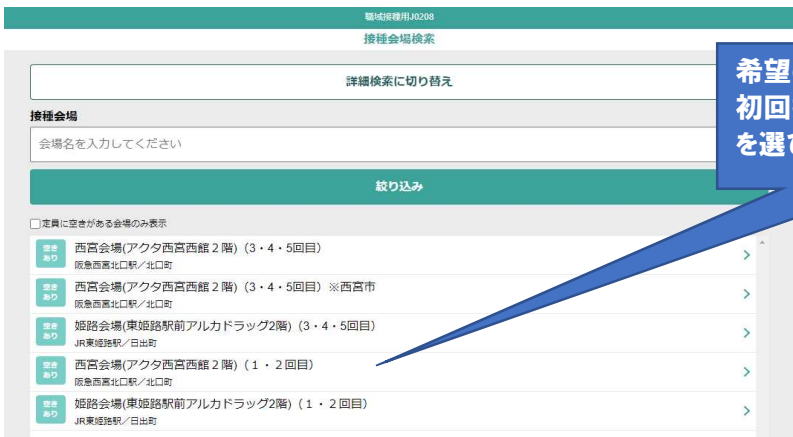 職域接種用J0208
接種会場検索
詳細検索に切り替え
接種会場
会場名を入力してください
絞り込み
定員に空きがある会場のみ表示
空きあり
西宮会場(アクタ西宮西館２階)（3・4・5回目）
阪急西宮北口駅／北口町
空きあり
西宮会場(アクタ西宮西館２階)（3・4・5回目）※西宮市
阪急西宮北口駅／北口町
空きあり
姫路会場(東姫路駅前アルカドラッグ2階)（3・4・5回目）
JR東姫路駅／日出町
空きあり
西宮会場(アクタ西宮西館２階)（１・２回目）
阪急西宮北口駅／北口町
空きあり
姫路会場(東姫路駅前アルカドラッグ2階)（１・２回目）
JR東姫路駅／日出町
希望
初回
を選